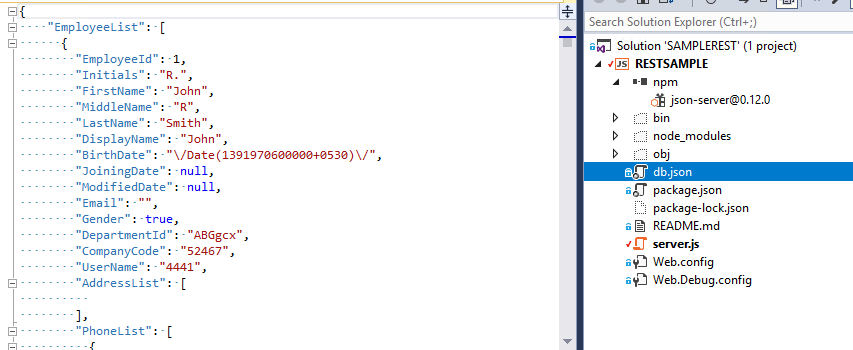 {
"EmployeeList": [
{
"EmployeeId": 1,
"Initials": "R.",
"FirstName": "John",
"MiddleName": "R",
"LastName": "Smith",
"DisplayName": "John",
"BirthDate": "\/Date(1391970600000+0530)\/",
"JoiningDate": null,
"ModifiedDate": null,
"Email": "",
"Gender": true,
"DepartmentId": "ABGgcx",
"CompanyCode": "52467",
"UserName": "4441",
"AddressList": [
],
"PhoneList": [
{
Search Solution Explorer (Ctrl+;)
Solution 'SAMPLEREST' (1 project)
JS RESTSAMPLE
npm
json-server@0.12.0
bin
node_modules
obj
db.json
package.json
package-lock.json
README.md
server.js
Web.config
Web.Debug.config